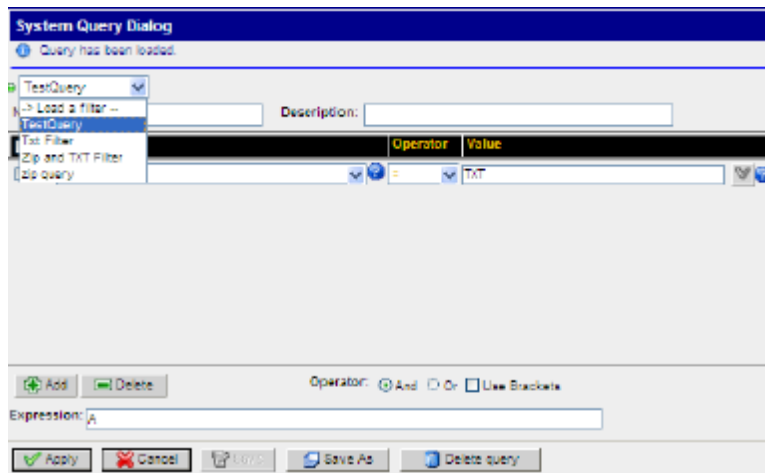 System Query Dialog
Query has been loaded.
TestQuery
-> Load a filter --
Description:
TestQuery
Txt Filter
Operator Value
Zip and TXT Filter
zip query
= TXT
Add Delete Operator: And Or Use Brackets
Expression: A
Apply Cancel Save As Delete query